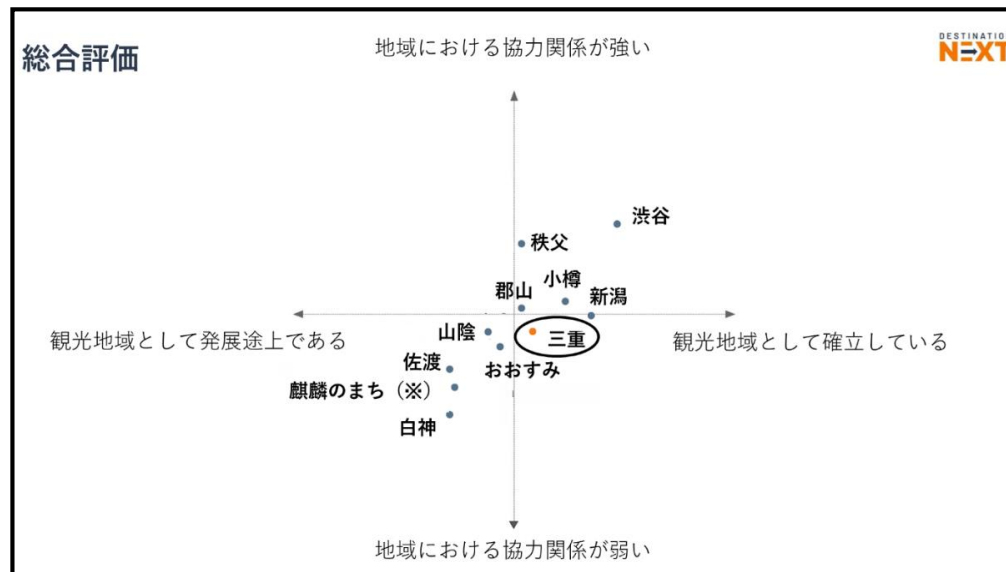 総合評価
地域における協力関係が強い
DESTINATION
NEXT
渋谷
秩父
小樽
郡山
新潟
観光地域として発展途上である
山陰
三重
観光地域として確立している
佐渡
おおすみ
麒麟のまち（※）
白神
地域における協力関係が弱い